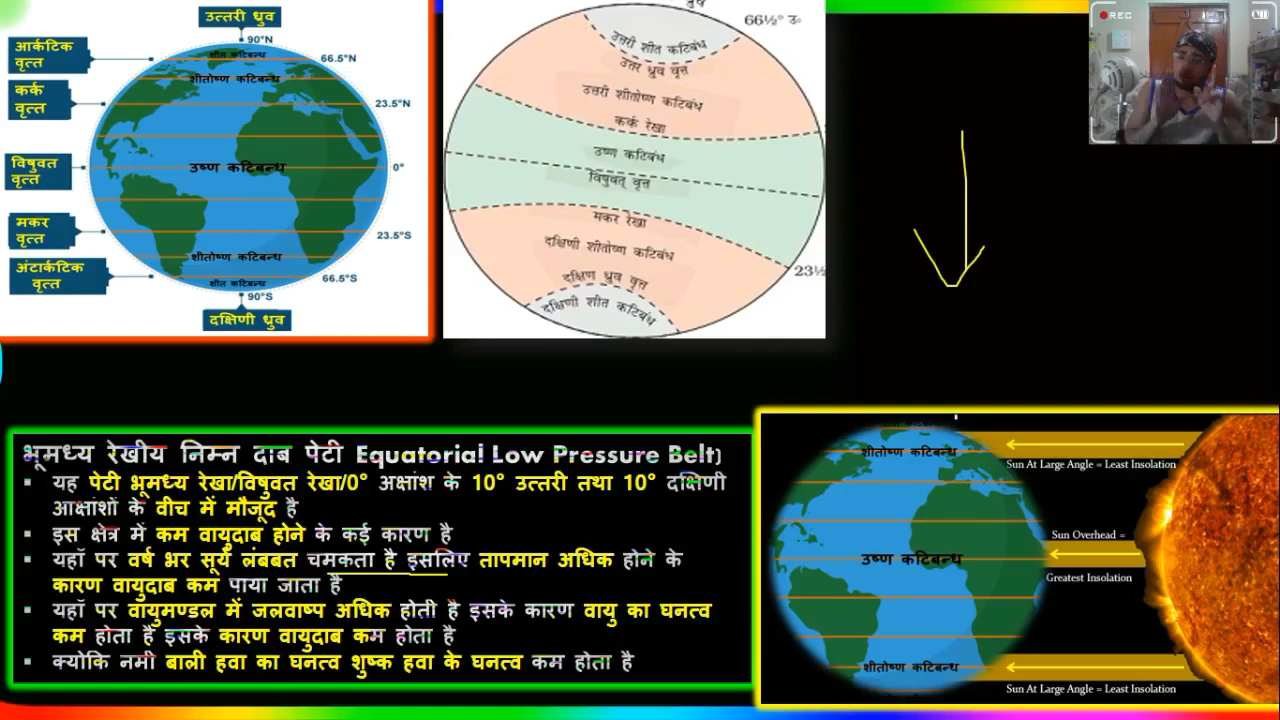 उत्तरी ध्रुव
90°N
आर्कटिक
वृत्त
शीत कटिबन्ध
66.5°N
शीतोष्ण कटिबन्ध
कर्क
वृत्त
23.5°N
विषुवत
वृत्त
उष्ण कटिबन्ध
0°
मकर
वृत्त
23.5°S
शीतोष्ण कटिबन्ध
अंटार्कटिक
वृत्त
66.5°S
शीत कटिबन्ध
90°S
दक्षिणी ध्रुव
66½° उ॰
उत्तरी शीत कटिबंध
उत्तर ध्रुव वृत्त
उत्तरी शीतोष्ण कटिबंध
कर्क रेखा
उष्ण कटिबंध
विषुवत् वृत्त
मकर रेखा
दक्षिणी शीतोष्ण कटिबंध
23½
दक्षिण ध्रुव वृत्त
दक्षिणी शीत कटिबंध
REC
भूमध्य रेखीय निम्न दाब पेटी Equatorial Low Pressure Belt)
▪ यह पेटी भूमध्य रेखा/विषुवत रेखा/0° अक्षांश के 10° उत्तरी तथा 10° दक्षिणी
आक्षांशों के वीच में मौजूद है
▪ इस क्षेत्र में कम वायुदाब होने के कई कारण है
▪ यहाँ पर वर्ष भर सूर्य लंबबत चमकता है इसलिए तापमान अधिक होने के
कारण वायुदाब कम पाया जाता है
▪ यहाँ पर वायुमण्डल में जलवाष्प अधिक होती है इसके कारण वायु का घनत्व
कम होता है इसके कारण वायुदाब कम होता है
▪ क्योकि नमी बाली हवा का घनत्व शुष्क हवा के घनत्व कम होता है
शीतोष्ण कटिबन्ध
Sun At Large Angle = Least Insolation
Sun Overhead =
उष्ण कटिबन्ध
Greatest Insolation
शीतोष्ण कटिबन्ध
Sun At Large Angle = Least Insolation